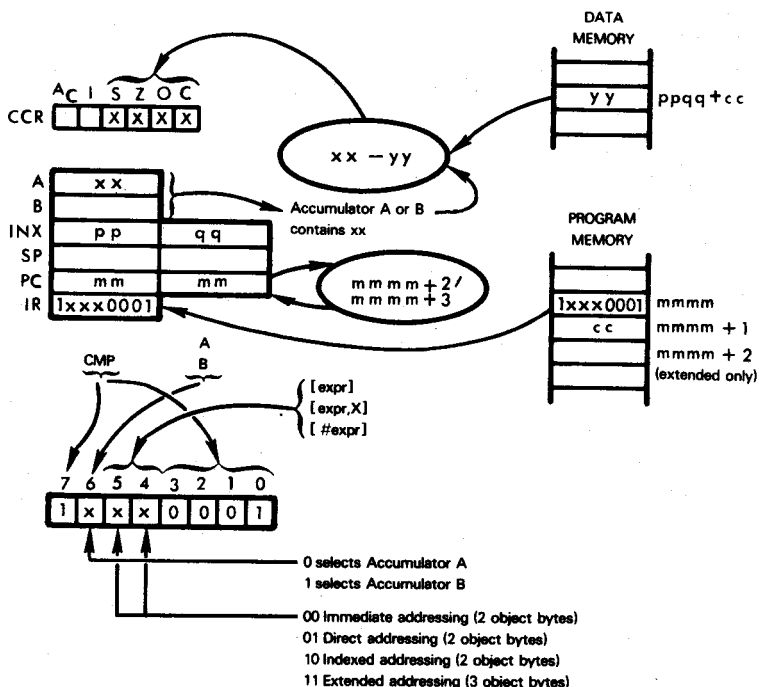 DATA
MEMORY
AC I S Z O C
CCR X X X X
yy ppqq+cc
xx – yy
A xx
B
Accumulator A or B
contains xx
INX pp qq
SP
PC mm mm
IR 1xxx0001
mmmm+2/
mmmm+3
PROGRAM
MEMORY
1xxx0001 mmmm
cc mmmm + 1
mmmm + 2
(extended only)
CMP
A
B
[expr]
[expr,X]
[#expr]
7 6 5 4 3 2 1 0
1 x x x 0 0 0 1
0 selects Accumulator A
1 selects Accumulator B
00 Immediate addressing (2 object bytes)
01 Direct addressing (2 object bytes)
10 Indexed addressing (2 object bytes)
11 Extended addressing (3 object bytes)